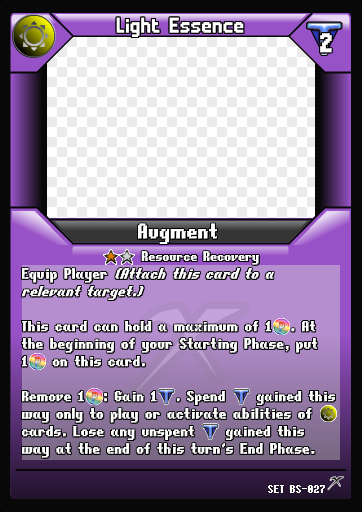 Light Essence
2
Augment
Resource Recovery
Equip Player (Attach this card to a
relevant target.)
This card can hold a maximum of 1. At
the beginning of your Starting Phase, put
1 on this card.
Remove 1: Gain 1. Spend gained this
way only to play or activate abilities of
cards. Lose any unspent gained this
way at the end of this turn's End Phase.
SET BS-027